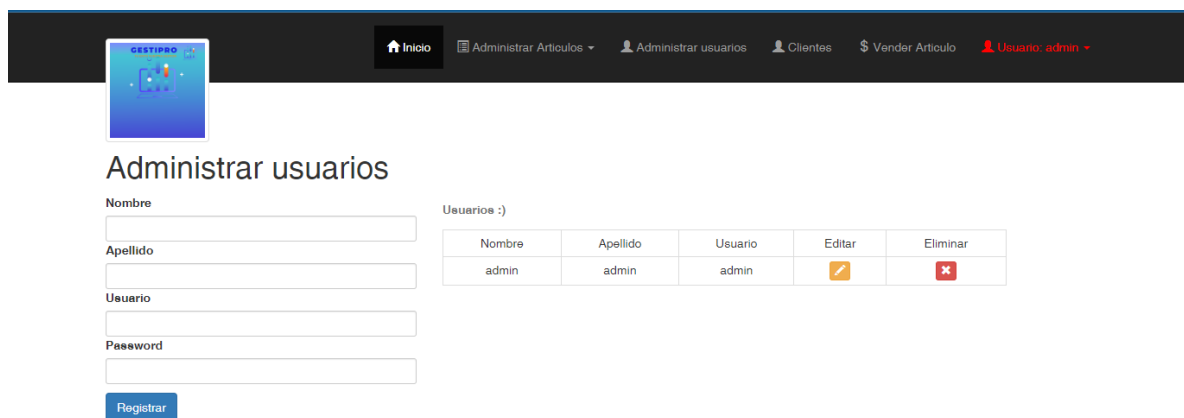 GESTIPRO
Inicio Administrar Articulos Administrar usuarios Clientes $ Vender Articulo Usuario: admin
Administrar usuarios
Nombre
Apellido
Usuario
Password
Registrar
Usuarios :)
Nombre Apellido Usuario Editar Eliminar
admin admin admin